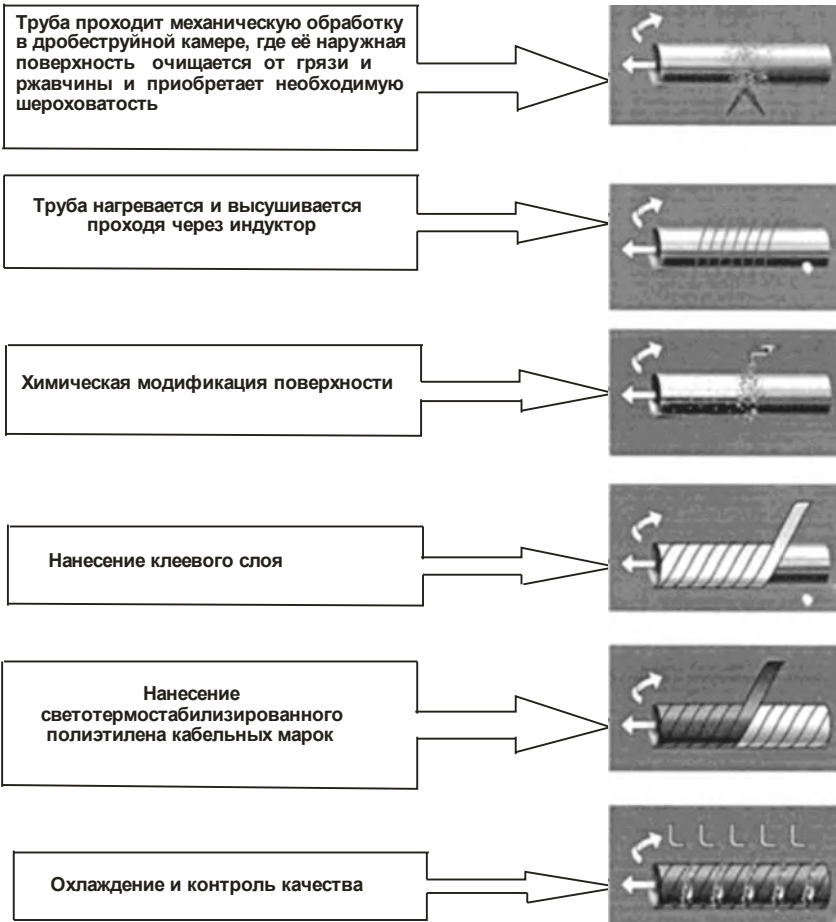 Труба проходит механическую обработку
в дробеструйной камере, где её наружная
поверхность очищается от грязи и
ржавчины и приобретает необходимую
шероховатость
Труба нагревается и высушивается
проходя через индуктор
Химическая модификация поверхности
Нанесение клеевого слоя
Нанесение
светотермостабилизированного
полиэтилена кабельных марок
Охлаждение и контроль качества